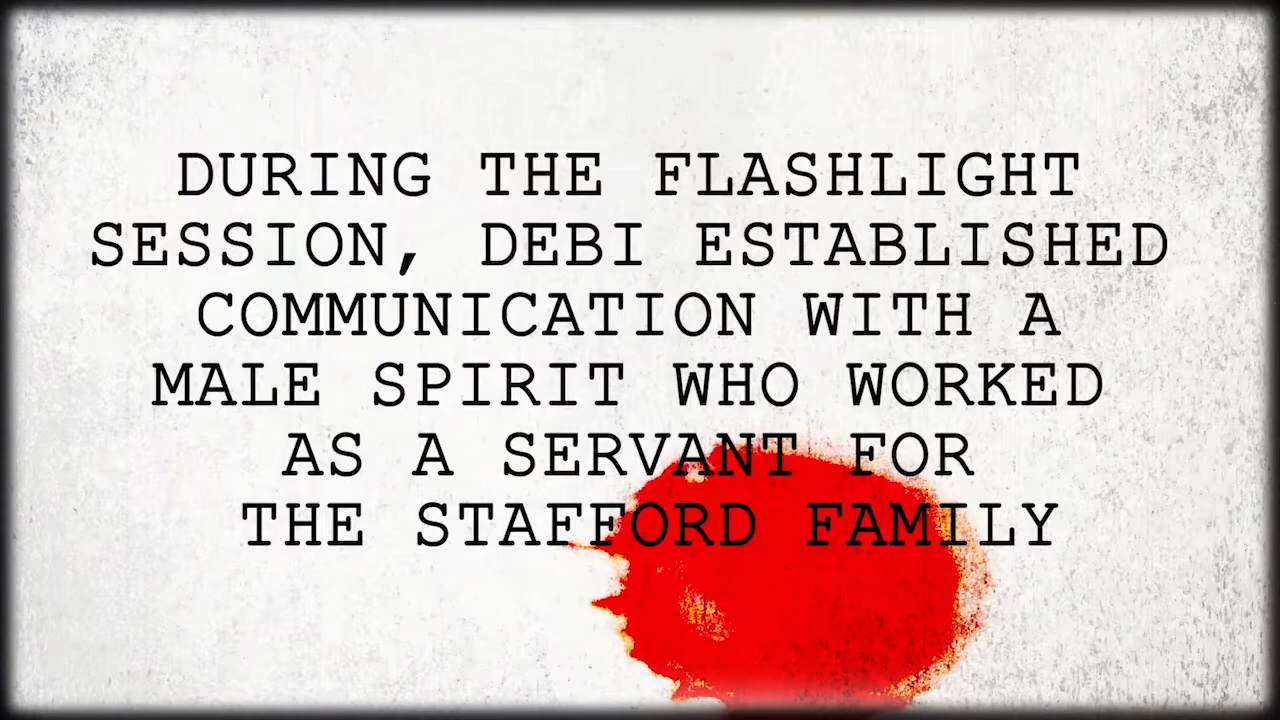 DURING THE FLASHLIGHT
SESSION, DEBI ESTABLISHED
COMMUNICATION WITH A
MALE SPIRIT WHO WORKED
AS A SERVANT FOR
THE STAFFORD FAMILY